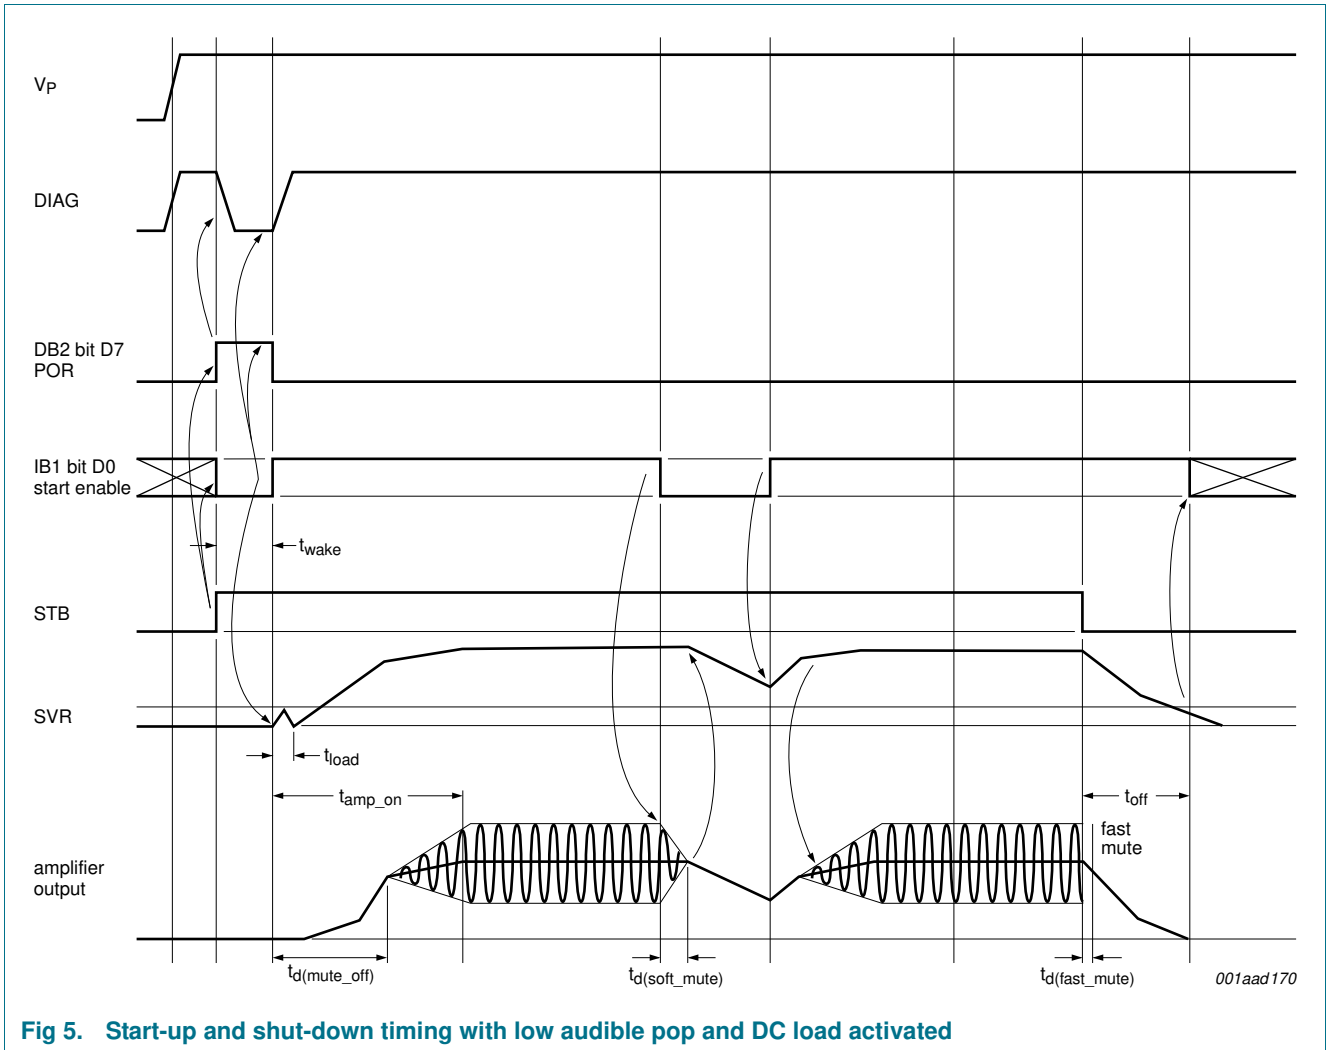 VP
DIAG
DB2 bit D7
POR
IB1 bit D0
start enable
twake
STB
SVR
tload
tamp_on
toff
fast
mute
amplifier
output
td(mute_off)
td(soft_mute)
td(fast_mute)
001aad170
Fig 5. Start-up and shut-down timing with low audible pop and DC load activated